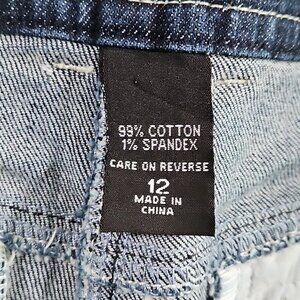 99% COTTON
1% SPANDEX
CARE ON REVERSE
12
MADE IN
CHINA